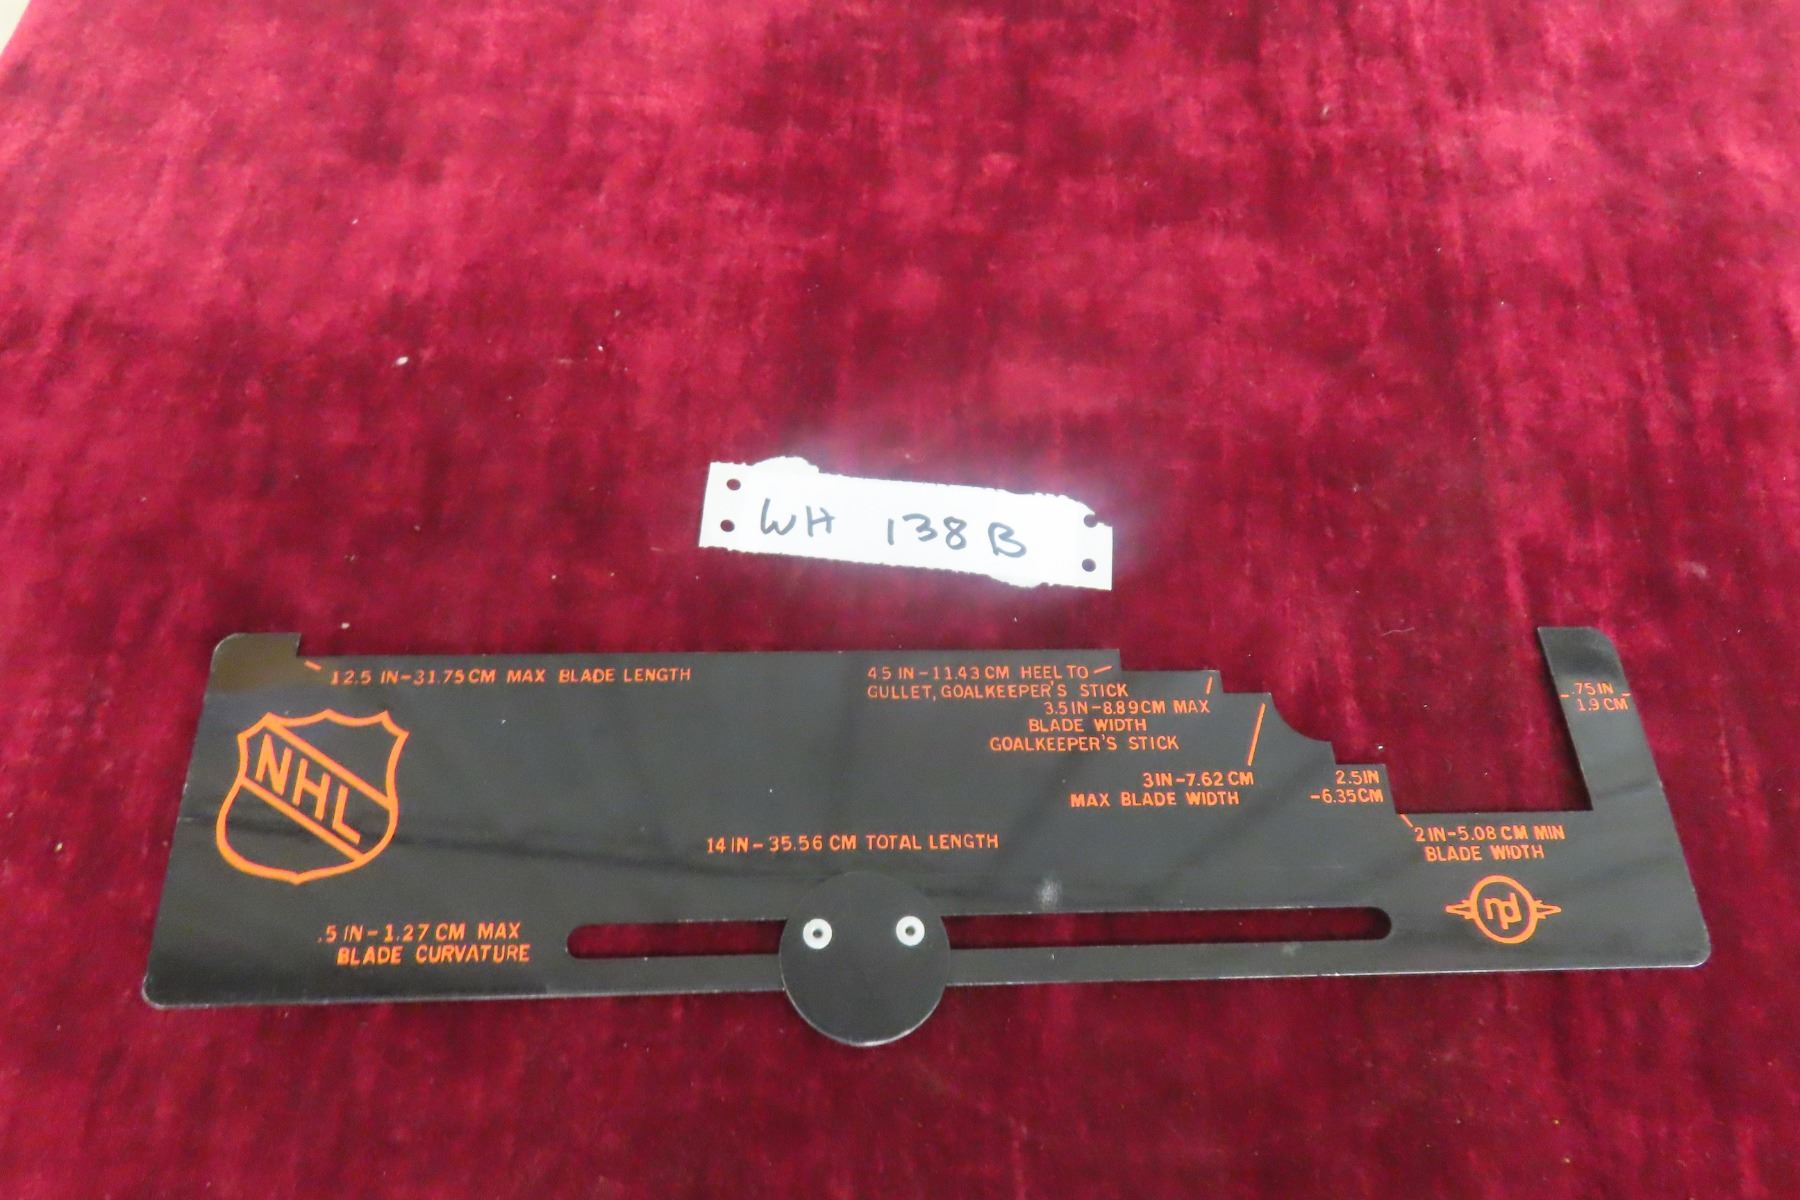 WH 138 B
12.5 IN-31.75 CM MAX BLADE LENGTH
4.5 IN-11.43 CM HEEL TO
GULLET, GOALKEEPER'S STICK
3.5 IN-8.89 CM MAX
BLADE WIDTH
GOALKEEPER'S STICK
.75 IN
1.9 CM
NHL
3 IN-7.62 CM
MAX BLADE WIDTH
2.5 IN
-6.35 CM
14 IN-35.56 CM TOTAL LENGTH
2 IN-5.08 CM MIN
BLADE WIDTH
.5 IN-1.27 CM MAX
BLADE CURVATURE